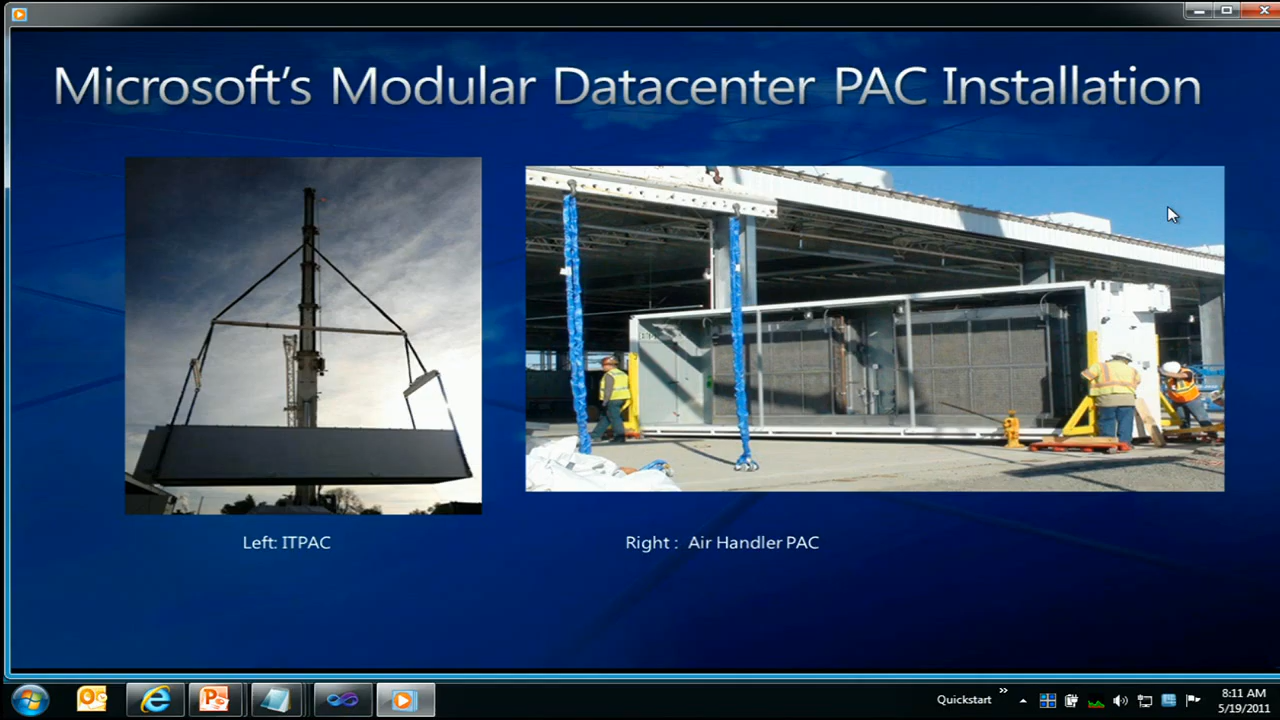 Microsoft's Modular Datacenter PAC Installation
Left: ITPAC
Right : Air Handler PAC
Quickstart
8:11 AM
5/19/2011